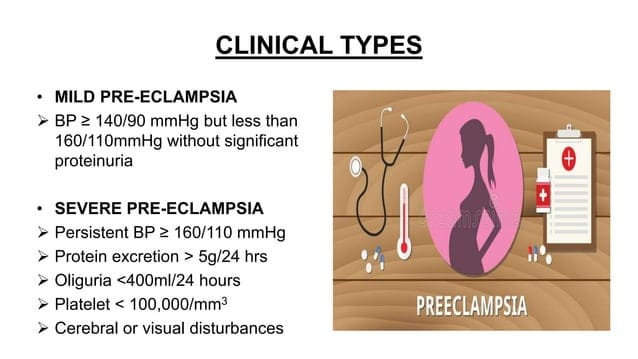 CLINICAL TYPES
• MILD PRE-ECLAMPSIA
➢ BP ≥ 140/90 mmHg but less than
160/110mmHg without significant
proteinuria
• SEVERE PRE-ECLAMPSIA
➢ Persistent BP ≥ 160/110 mmHg
➢ Protein excretion > 5g/24 hrs
➢ Oliguria <400ml/24 hours
➢ Platelet < 100,000/mm³
➢ Cerebral or visual disturbances
PREECLAMPSIA